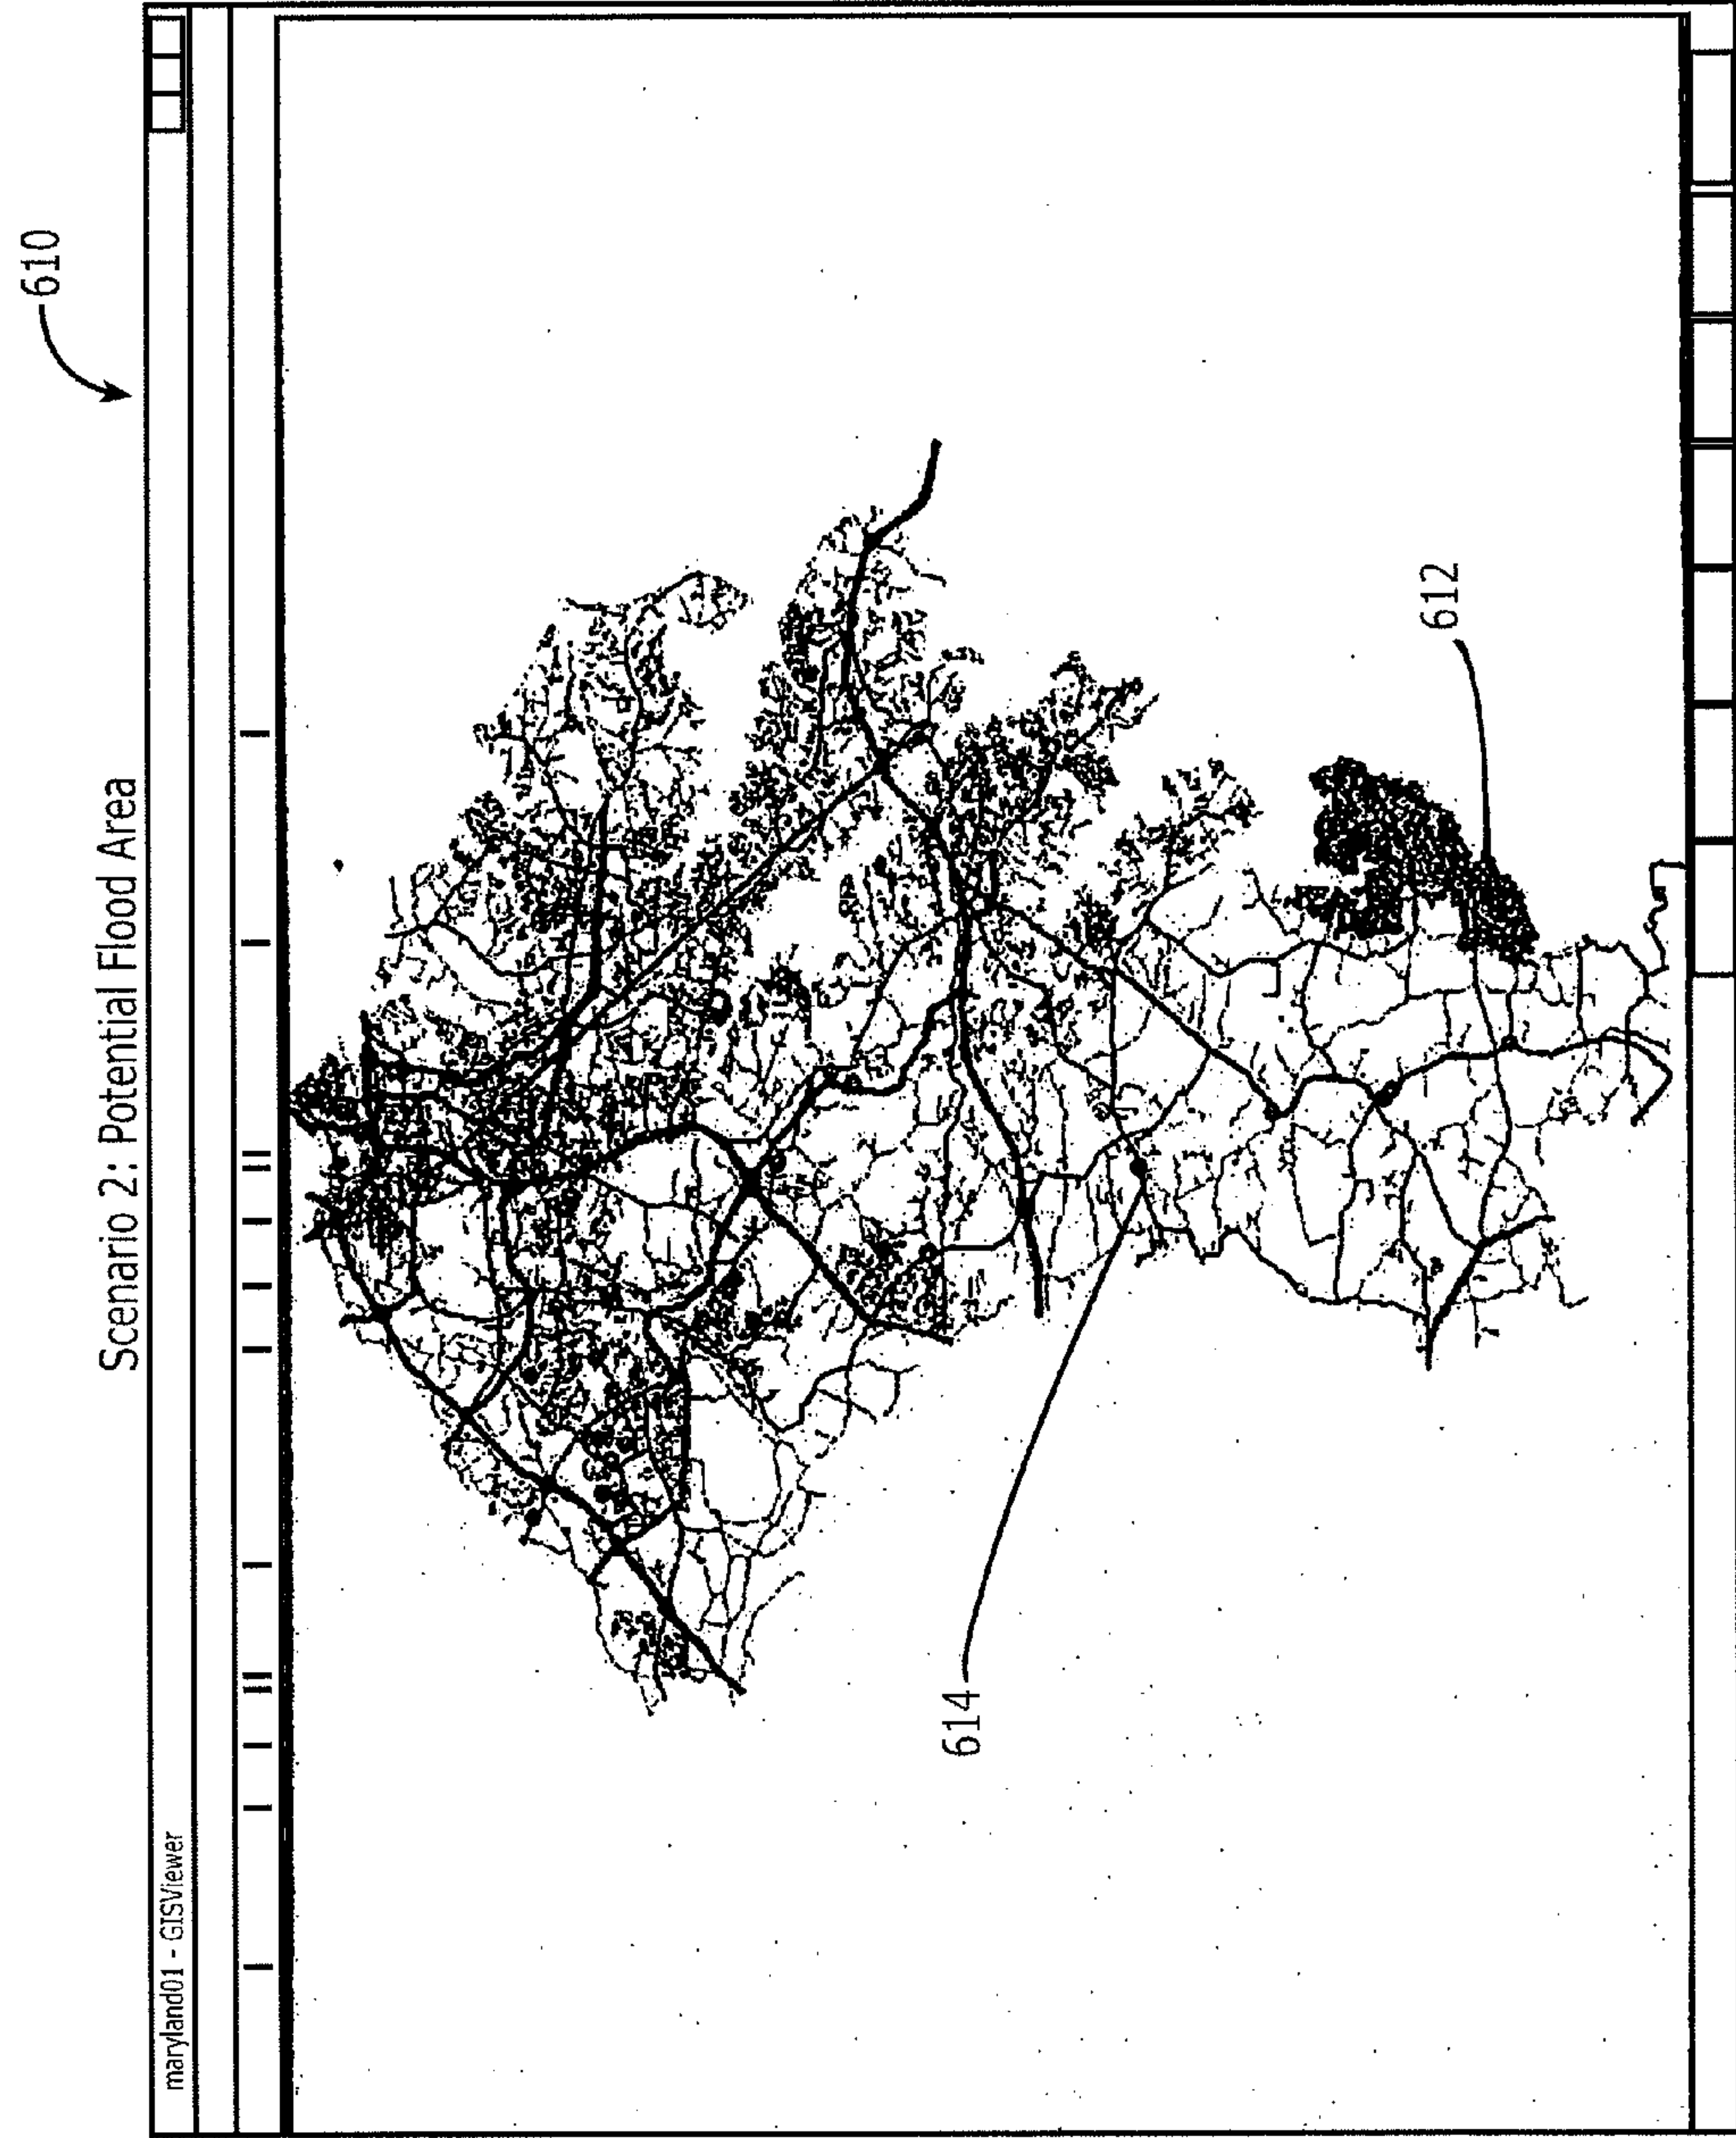 Scenario 2: Potential Flood Area
610
maryland01 - GISViewer
612
614